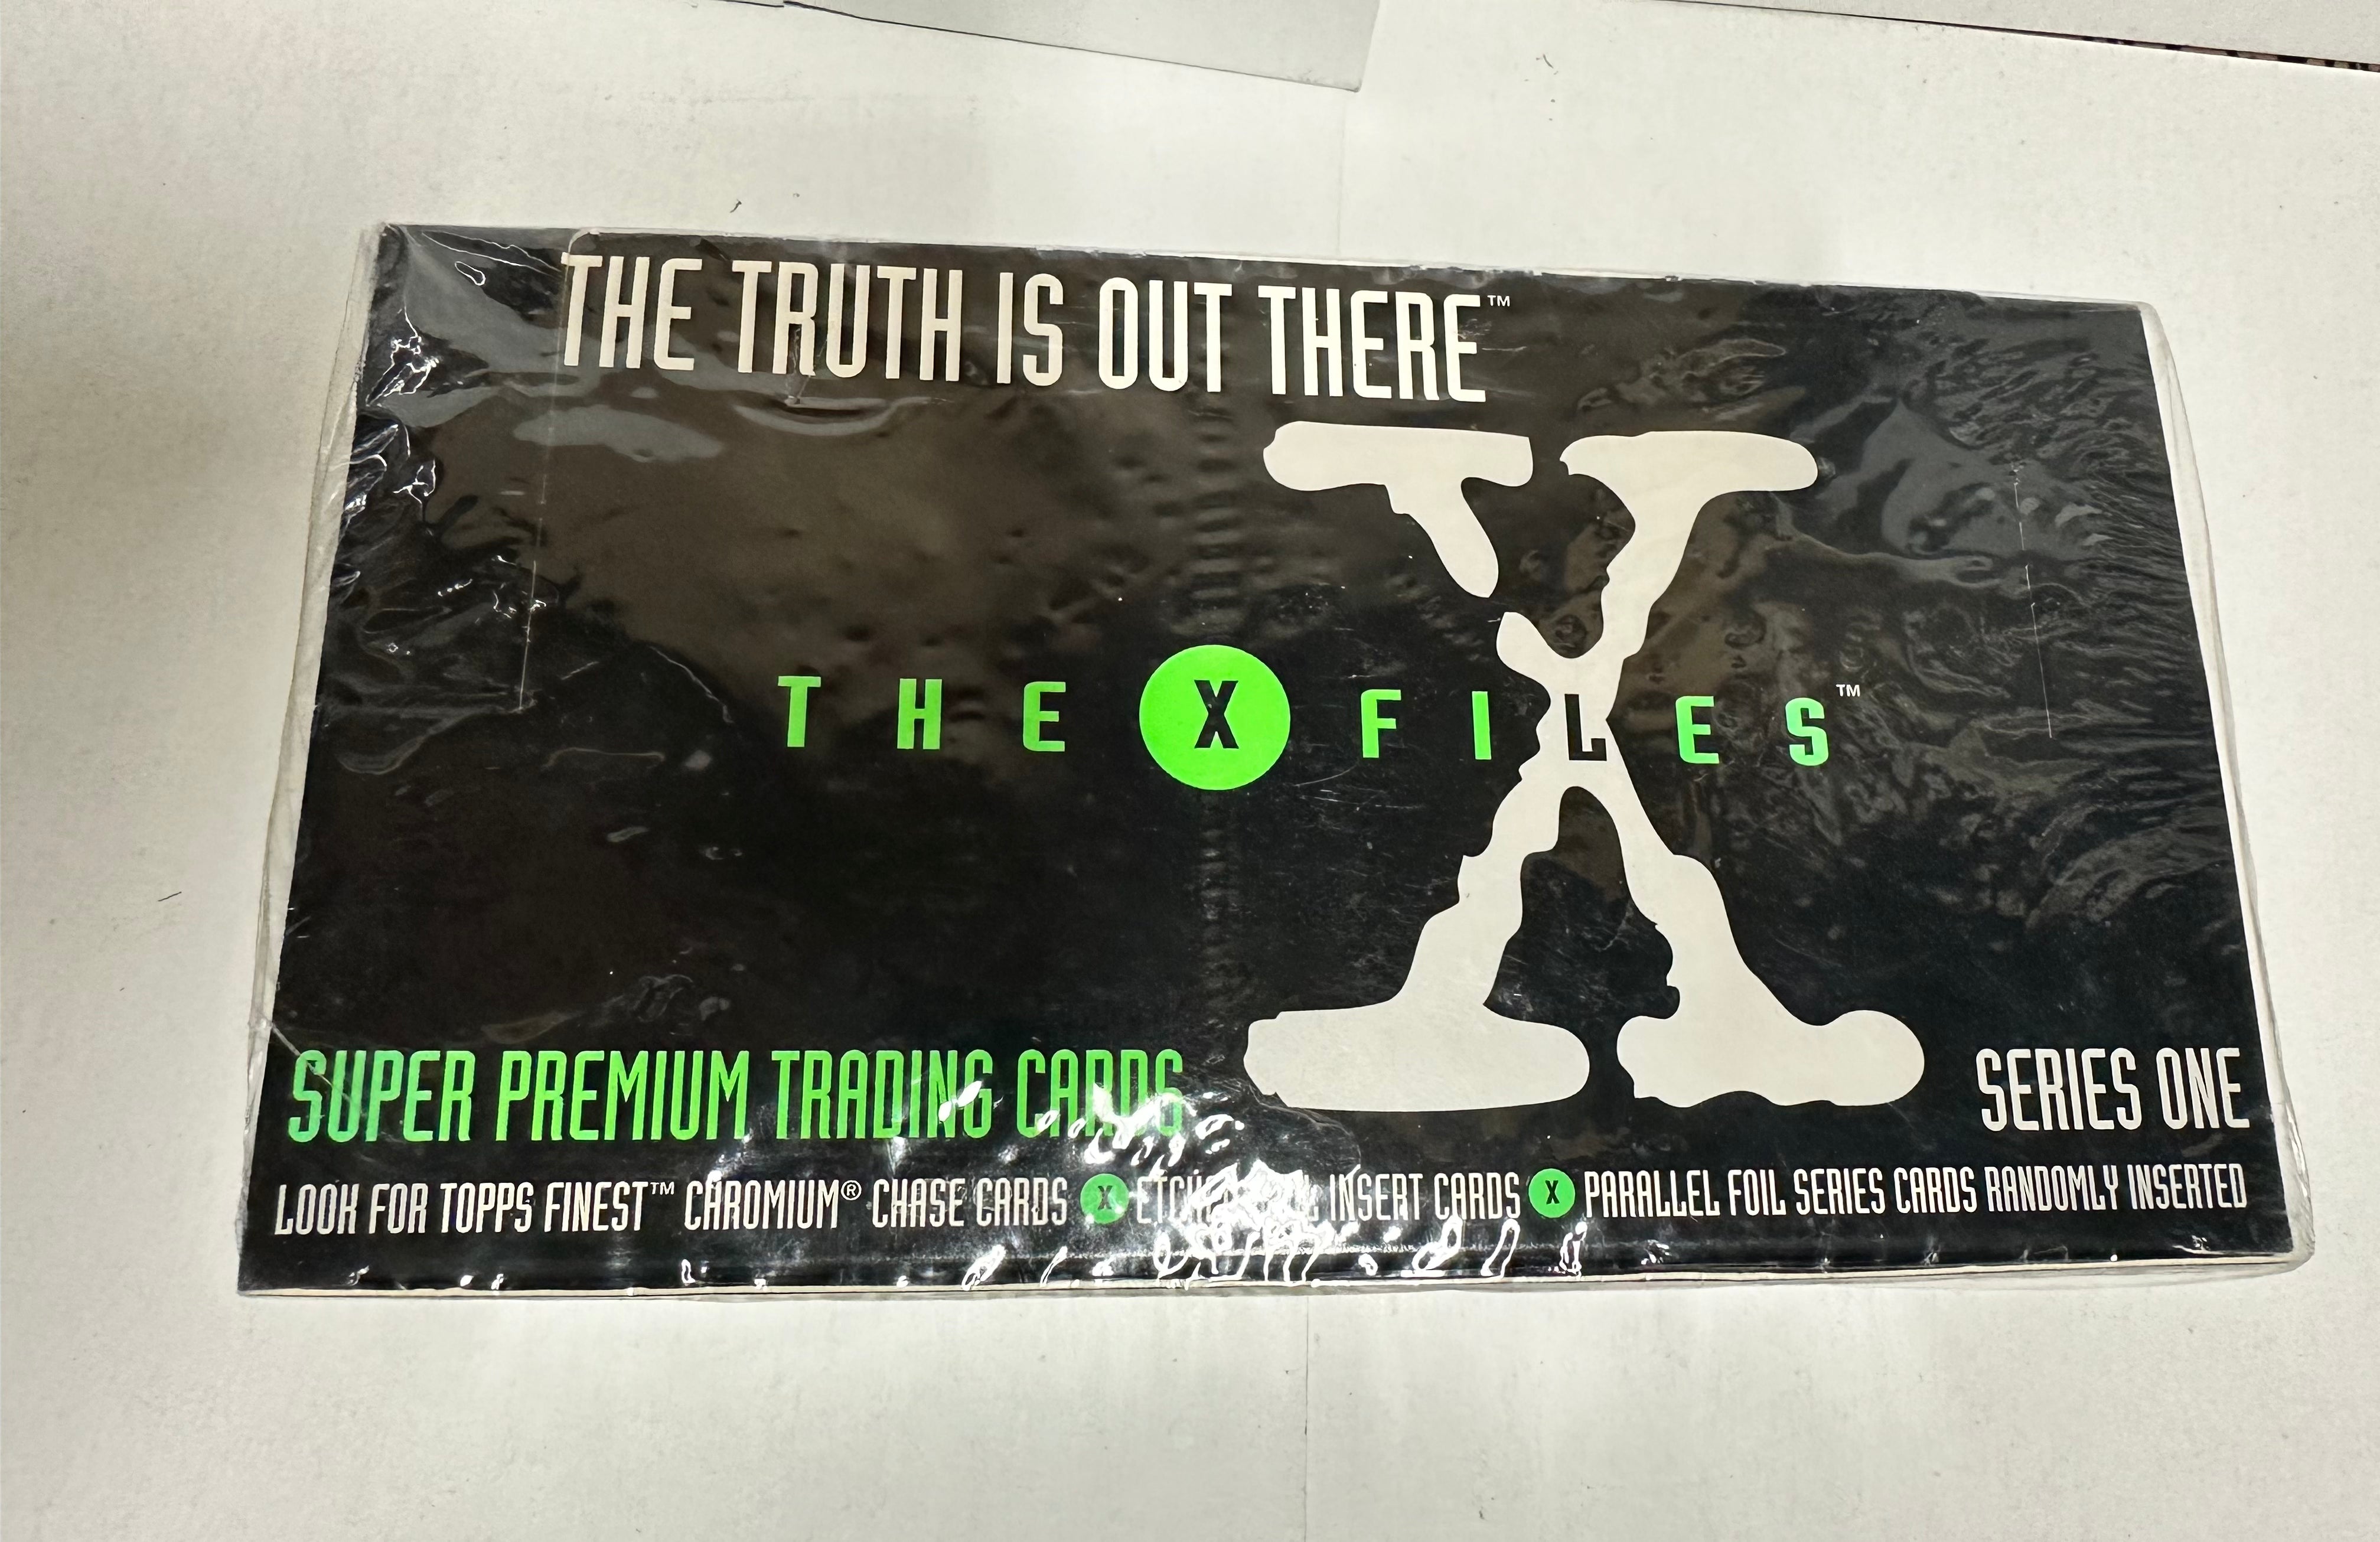 THE TRUTH IS OUT THERE™
THE X FILES™
SUPER PREMIUM TRADING CARDS
SERIES ONE
LOOK FOR TOPPS FINEST™ CHROMIUM® CHASE CARDS X INSERT CARDS X PARALLEL FOIL SERIES CARDS RANDOMLY INSERTED